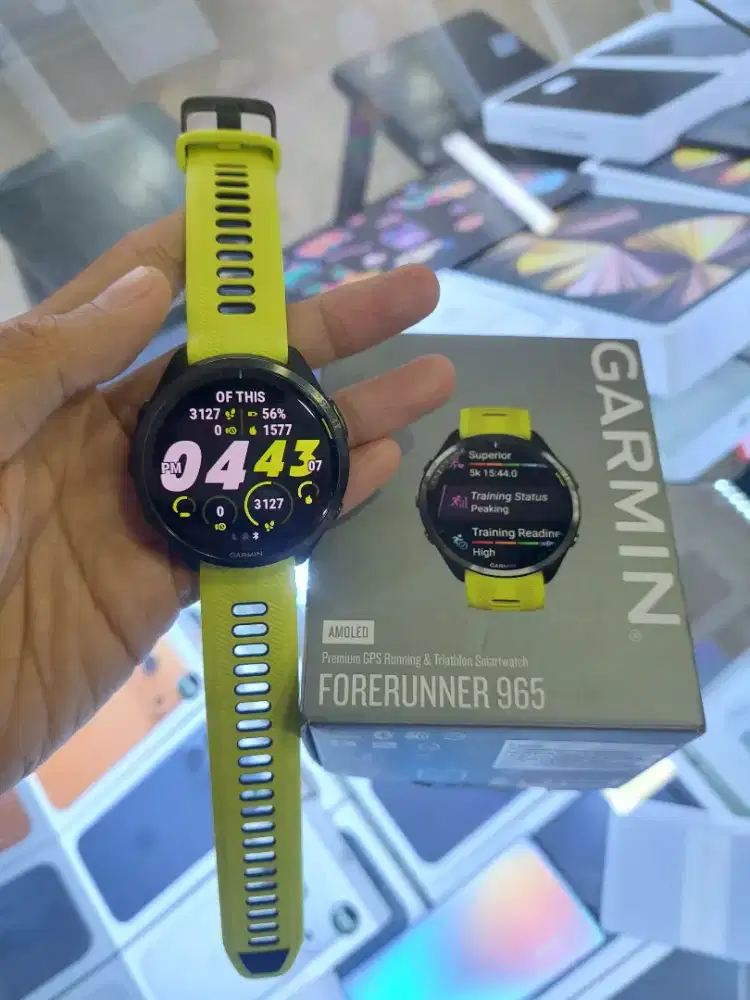 OF THIS
3127 56%
0 1577
PM 04 43 07
0 3127
GARMIN
GARMIN
Superior
5k 15:44.0
Training Status
Peaking
Training Readine
High
GARMIN
AMOLED
Premium GPS Running & Triathlon Smartwatch
FORERUNNER 965